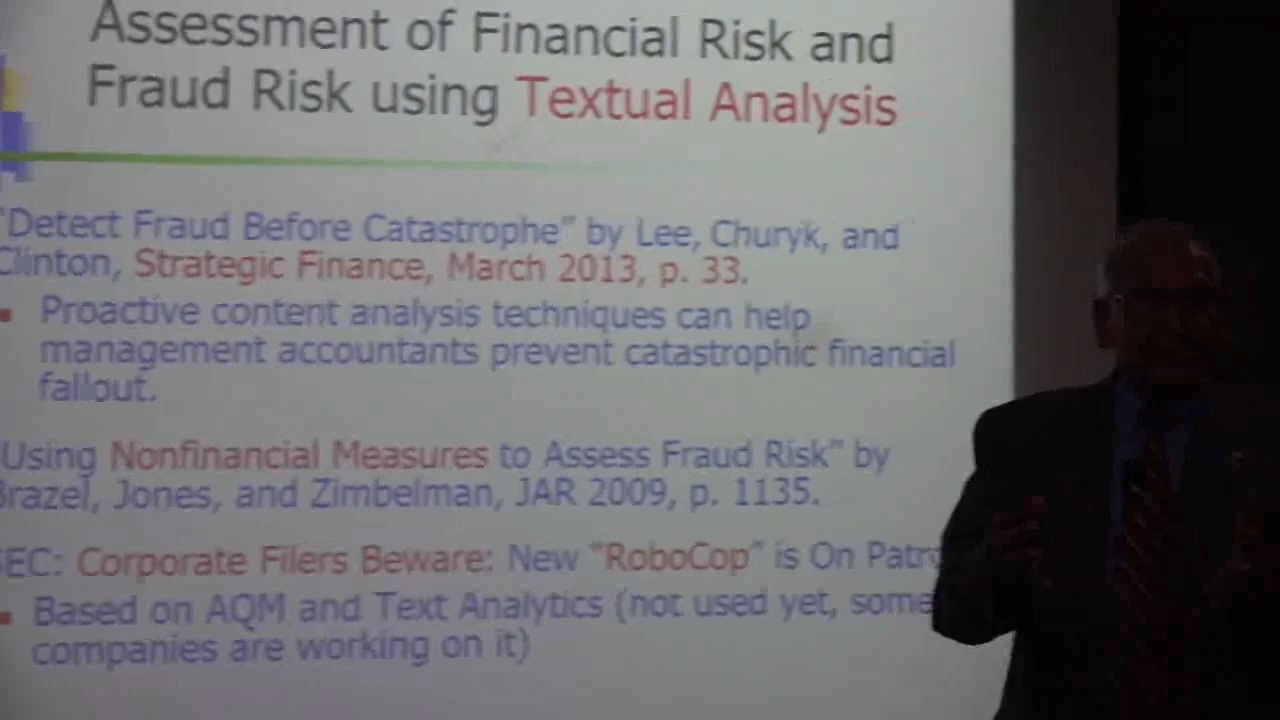 Assessment of Financial Risk and
Fraud Risk using Textual Analysis
"Detect Fraud Before Catastrophe" by Lee, Churyk, and
Clinton, Strategic Finance, March 2013, p. 33.
Proactive content analysis techniques can help
management accountants prevent catastrophic financial
fallout.
Using Nonfinancial Measures to Assess Fraud Risk" by
Brazel, Jones, and Zimbelman, JAR 2009, p. 1135.
SEC: Corporate Filers Beware: New "RoboCop" is On Patro
Based on AQM and Text Analytics (not used yet, some
companies are working on it)